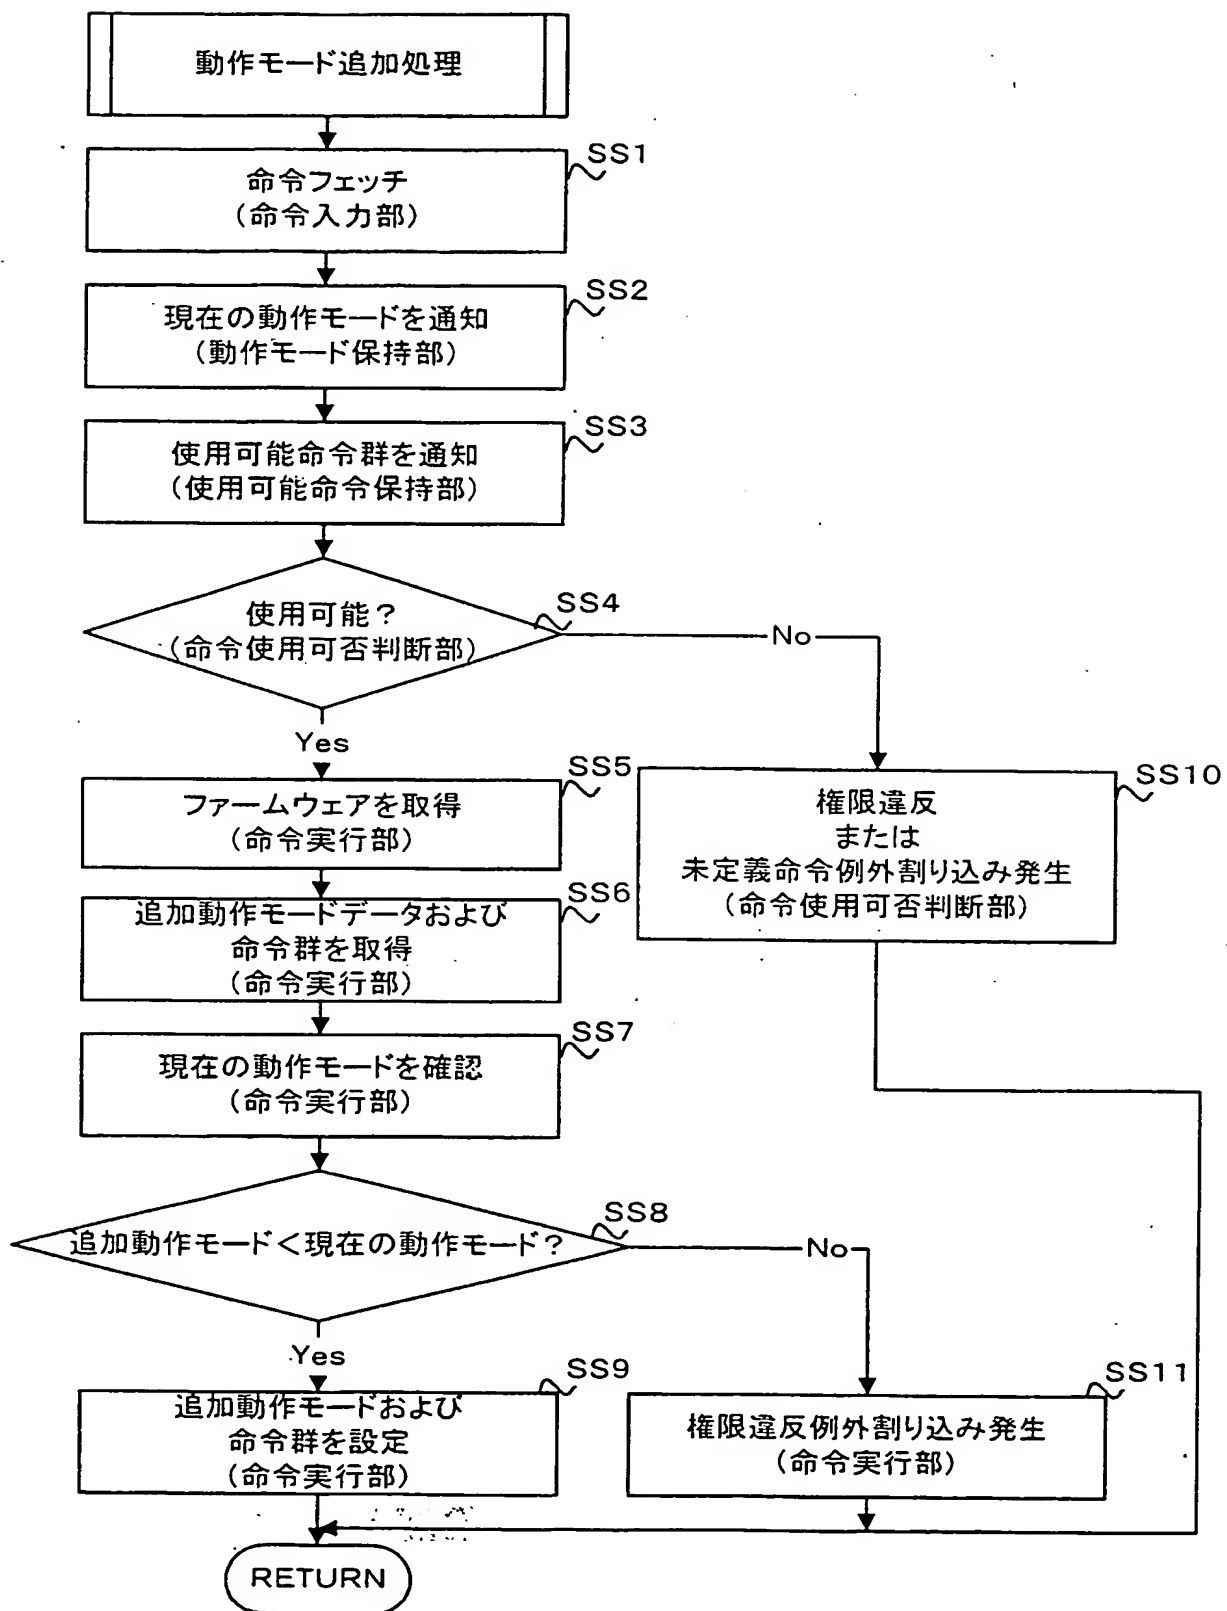 動作モード追加処理
SS1
命令フェッチ
(命令入力部)
SS2
現在の動作モードを通知
(動作モード保持部)
SS3
使用可能命令群を通知
(使用可能命令保持部)
SS4
使用可能？
(命令使用可否判断部)
No
Yes
SS5
ファームウェアを取得
(命令実行部)
SS10
権限違反
または
未定義命令例外割り込み発生
(命令使用可否判断部)
SS6
追加動作モードデータおよび
命令群を取得
(命令実行部)
SS7
現在の動作モードを確認
(命令実行部)
SS8
追加動作モード＜現在の動作モード？
No
Yes
SS9
追加動作モードおよび
命令群を設定
(命令実行部)
SS11
権限違反例外割り込み発生
(命令実行部)
RETURN